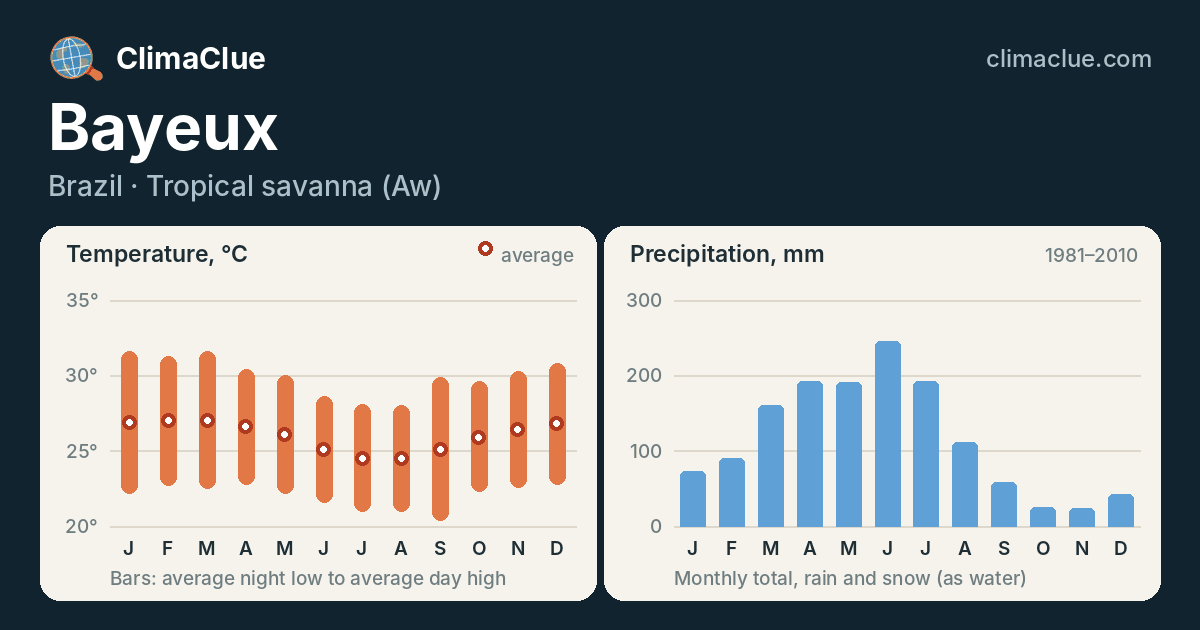 ClimaClue
climaclue.com
Bayeux
Brazil · Tropical savanna (Aw)
Temperature, °C
average
35°
30°
25°
20°
J F M A M J J A S O N D
Bars: average night low to average day high
Precipitation, mm
1981–2010
300
200
100
0
J F M A M J J A S O N D
Monthly total, rain and snow (as water)